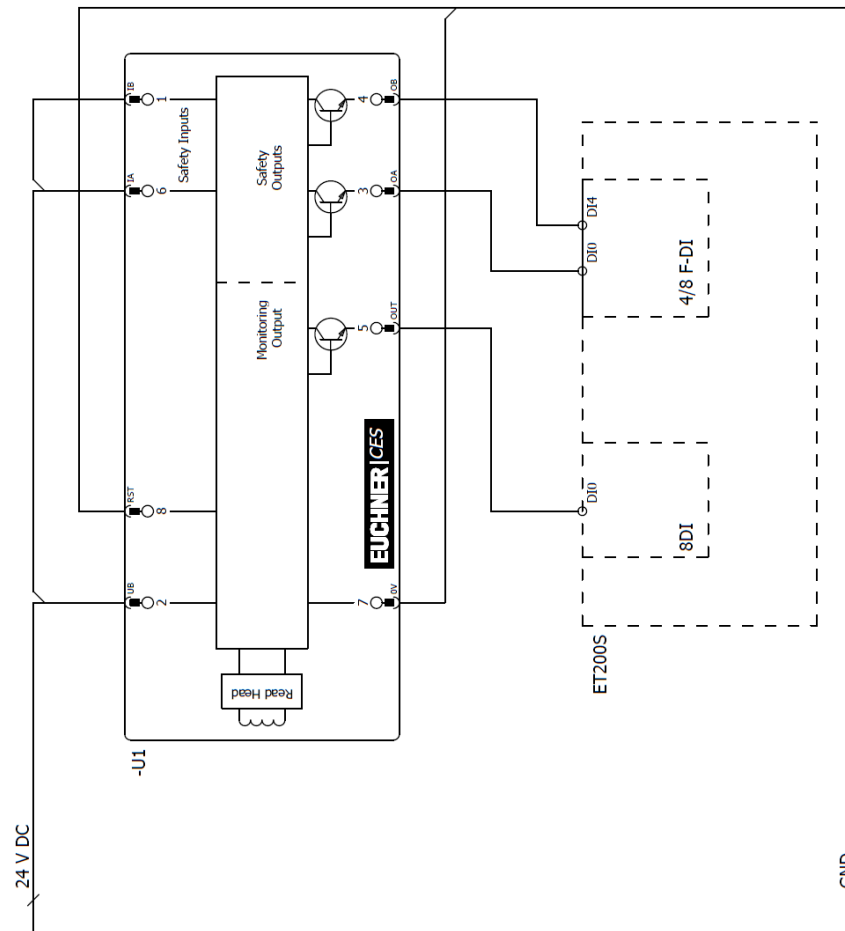 IB
1
Safety Inputs
4
OB
IA
6
Safety
Outputs
3
OA
DI4
DI0
4/8 F-DI
Monitoring
Output
5
OUT
EUCHNER CES
RST
8
DI0
8DI
UB
2
7
0V
ET200S
Read Head
-U1
24 V DC
GND